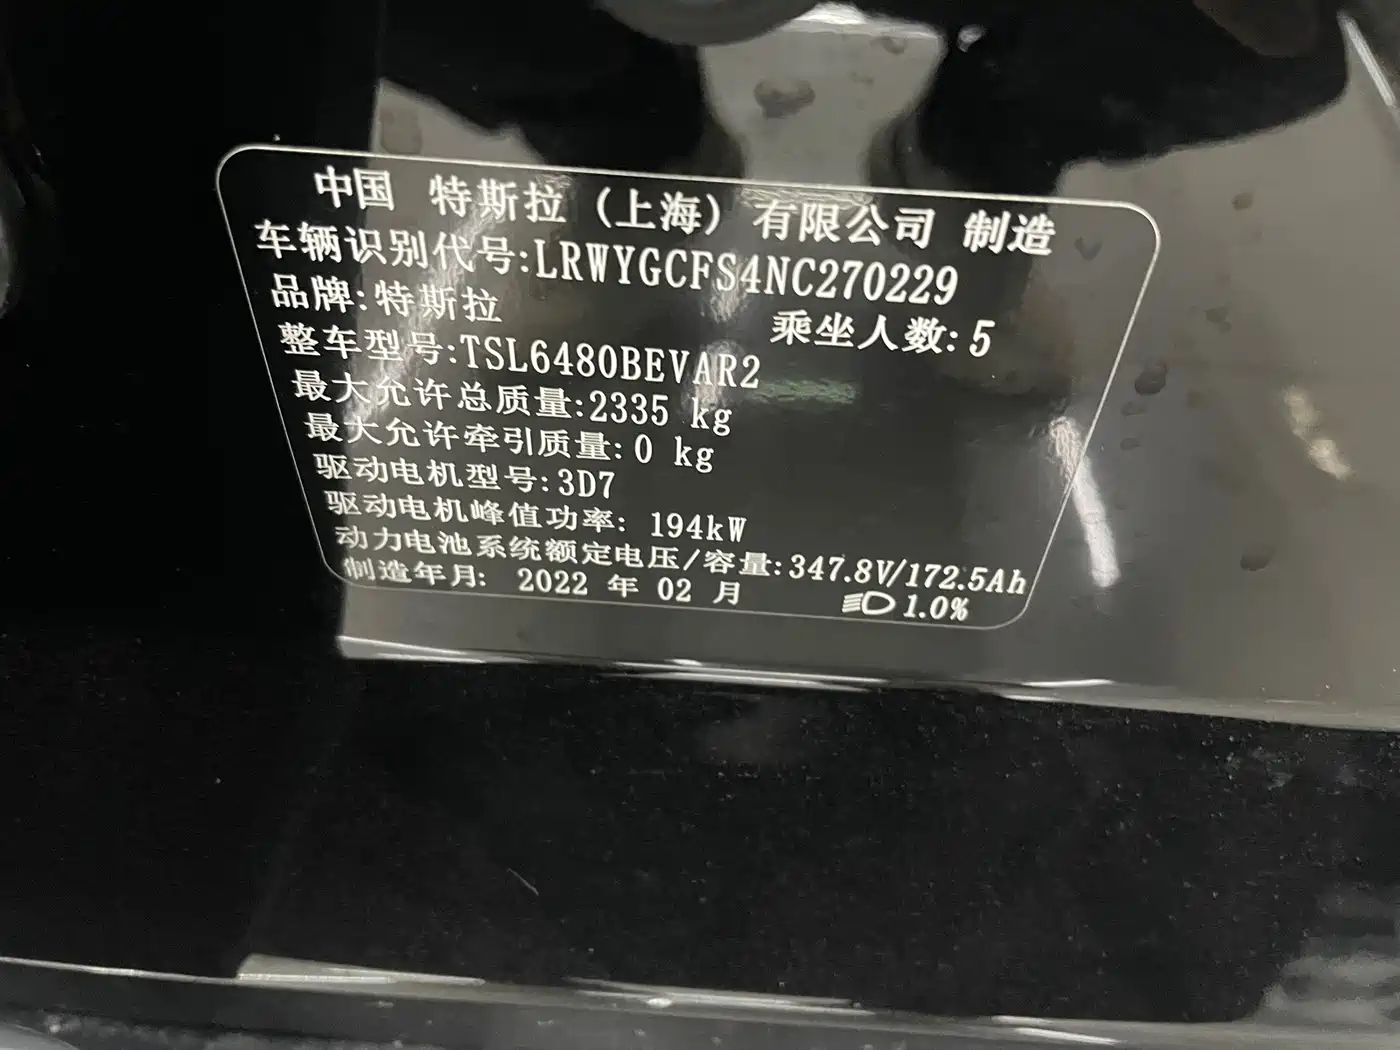 中国 特斯拉（上海）有限公司 制造
车辆识别代号:LRWYGCFS4NC270229
品牌:特斯拉 乘坐人数:5
整车型号:TSL6480BEVAR2
最大允许总质量:2335 kg
最大允许牵引质量:0 kg
驱动电机型号:3D7
驱动电机峰值功率: 194kW
动力电池系统额定电压/容量:347.8V/172.5Ah
制造年月: 2022 年 02 月 1.0%